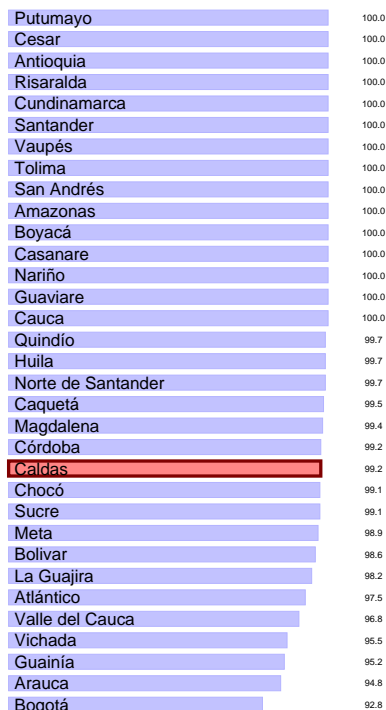 Putumayo 100.0
Cesar 100.0
Antioquia 100.0
Risaralda 100.0
Cundinamarca 100.0
Santander 100.0
Vaupés 100.0
Tolima 100.0
San Andrés 100.0
Amazonas 100.0
Boyacá 100.0
Casanare 100.0
Nariño 100.0
Guaviare 100.0
Cauca 100.0
Quindío 99.7
Huila 99.7
Norte de Santander 99.7
Caquetá 99.5
Magdalena 99.4
Córdoba 99.2
Caldas 99.2
Chocó 99.1
Sucre 99.1
Meta 98.9
Bolivar 98.6
La Guajira 98.2
Atlántico 97.5
Valle del Cauca 96.8
Vichada 95.5
Guainía 95.2
Arauca 94.8
Bogotá 92.8